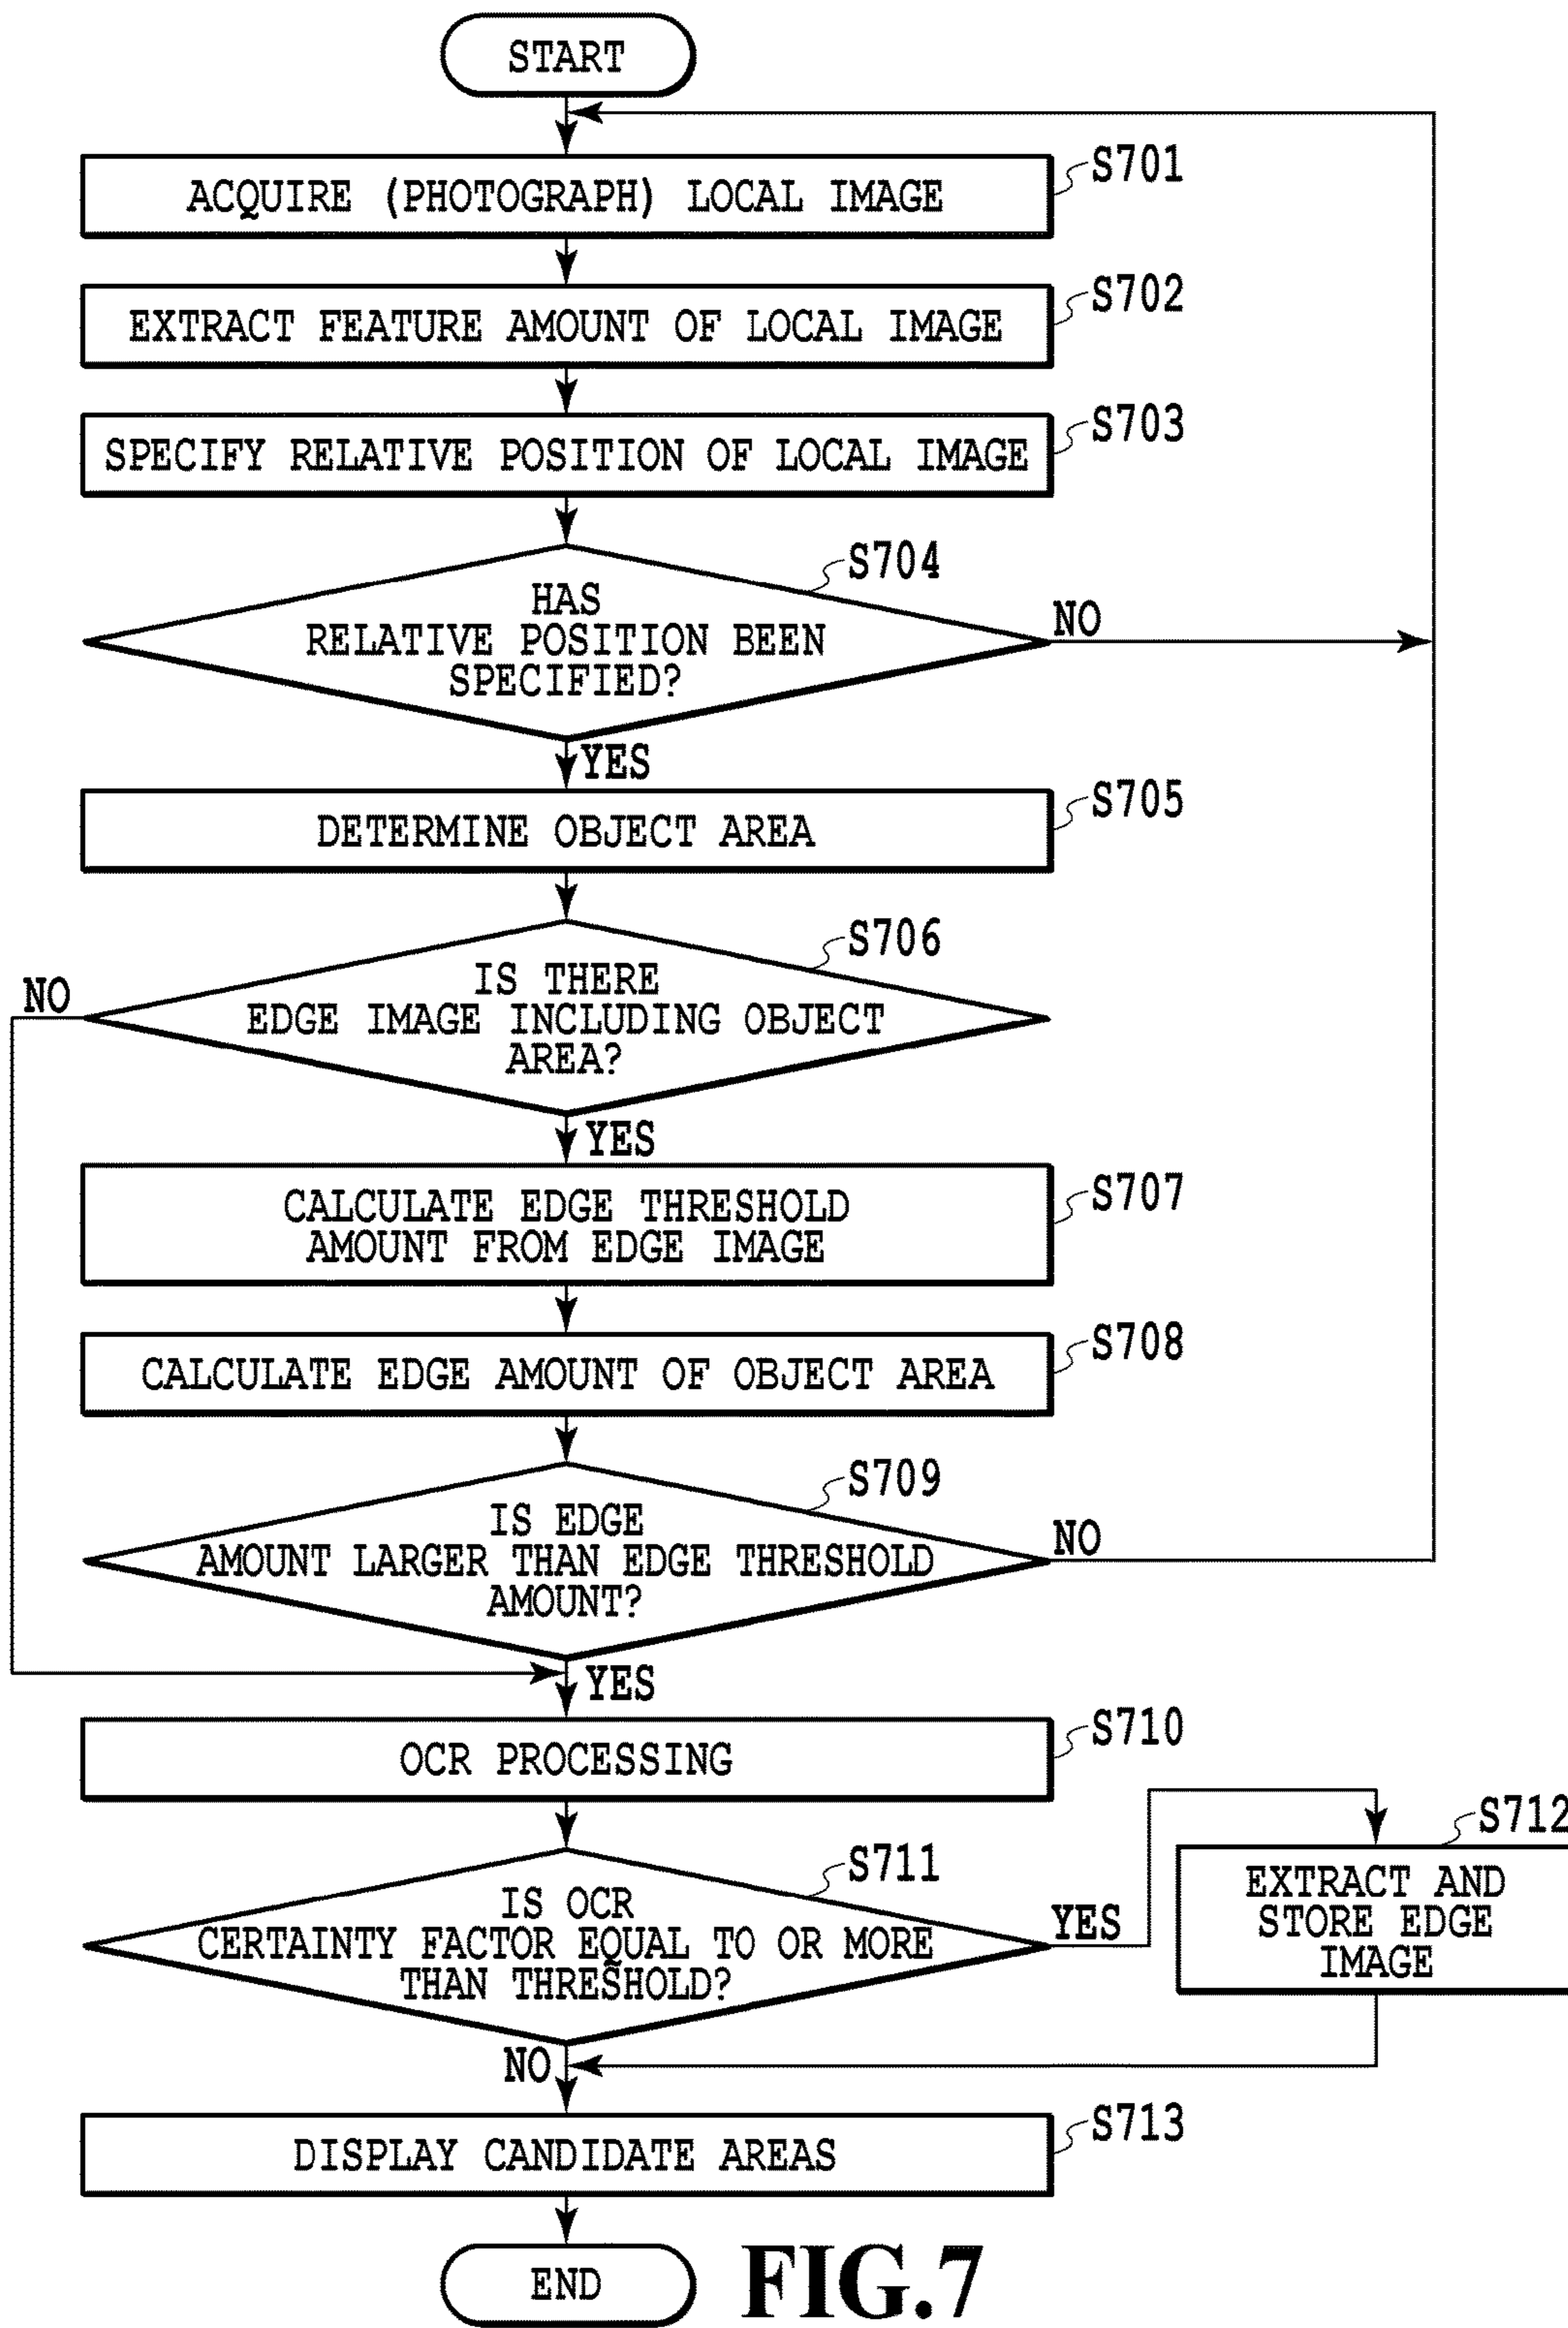 START
ACQUIRE (PHOTOGRAPH) LOCAL IMAGE
S701
EXTRACT FEATURE AMOUNT OF LOCAL IMAGE
S702
SPECIFY RELATIVE POSITION OF LOCAL IMAGE
S703
S704
HAS
RELATIVE POSITION BEEN
SPECIFIED?
NO
YES
DETERMINE OBJECT AREA
S705
S706
IS THERE
EDGE IMAGE INCLUDING OBJECT
AREA?
NO
YES
CALCULATE EDGE THRESHOLD
AMOUNT FROM EDGE IMAGE
S707
CALCULATE EDGE AMOUNT OF OBJECT AREA
S708
S709
IS EDGE
AMOUNT LARGER THAN EDGE THRESHOLD
AMOUNT?
NO
YES
OCR PROCESSING
S710
S711
IS OCR
CERTAINTY FACTOR EQUAL TO OR MORE
THAN THRESHOLD?
YES
S712
EXTRACT AND
STORE EDGE
IMAGE
NO
DISPLAY CANDIDATE AREAS
S713
END
FIG.7